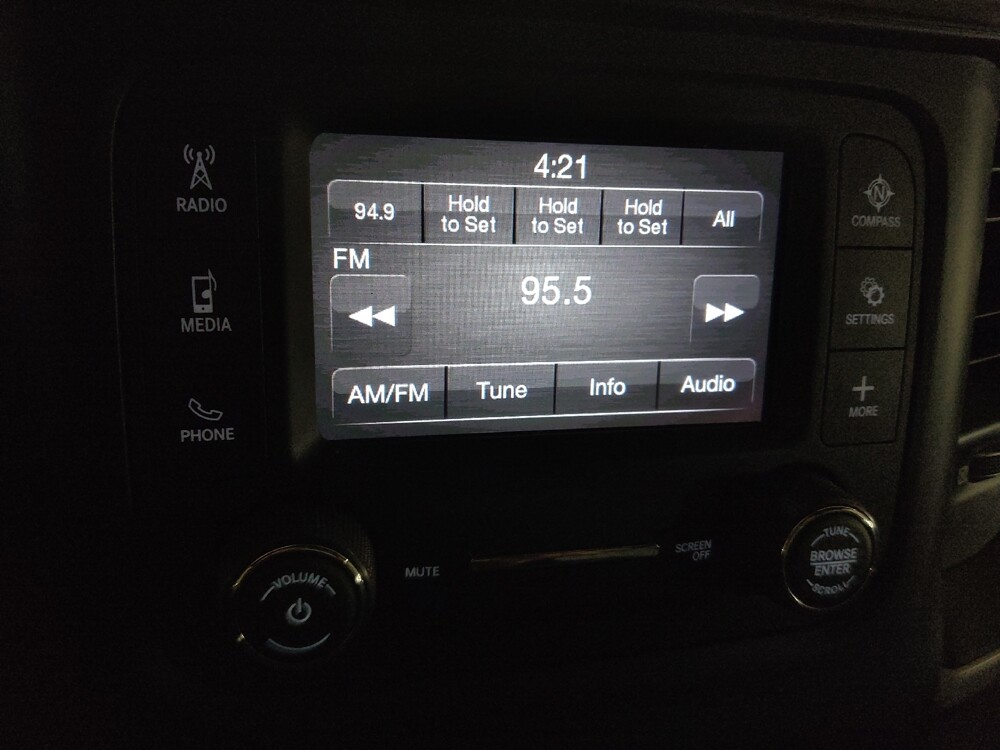 4:21
94.9
Hold
to Set
Hold
to Set
Hold
to Set
All
FM
95.5
AM/FM
Tune
Info
Audio
RADIO
MEDIA
PHONE
N
COMPASS
SETTINGS
MORE
VOLUME
MUTE
SCREEN
OFF
TUNE
BROWSE
ENTER
SCROLL